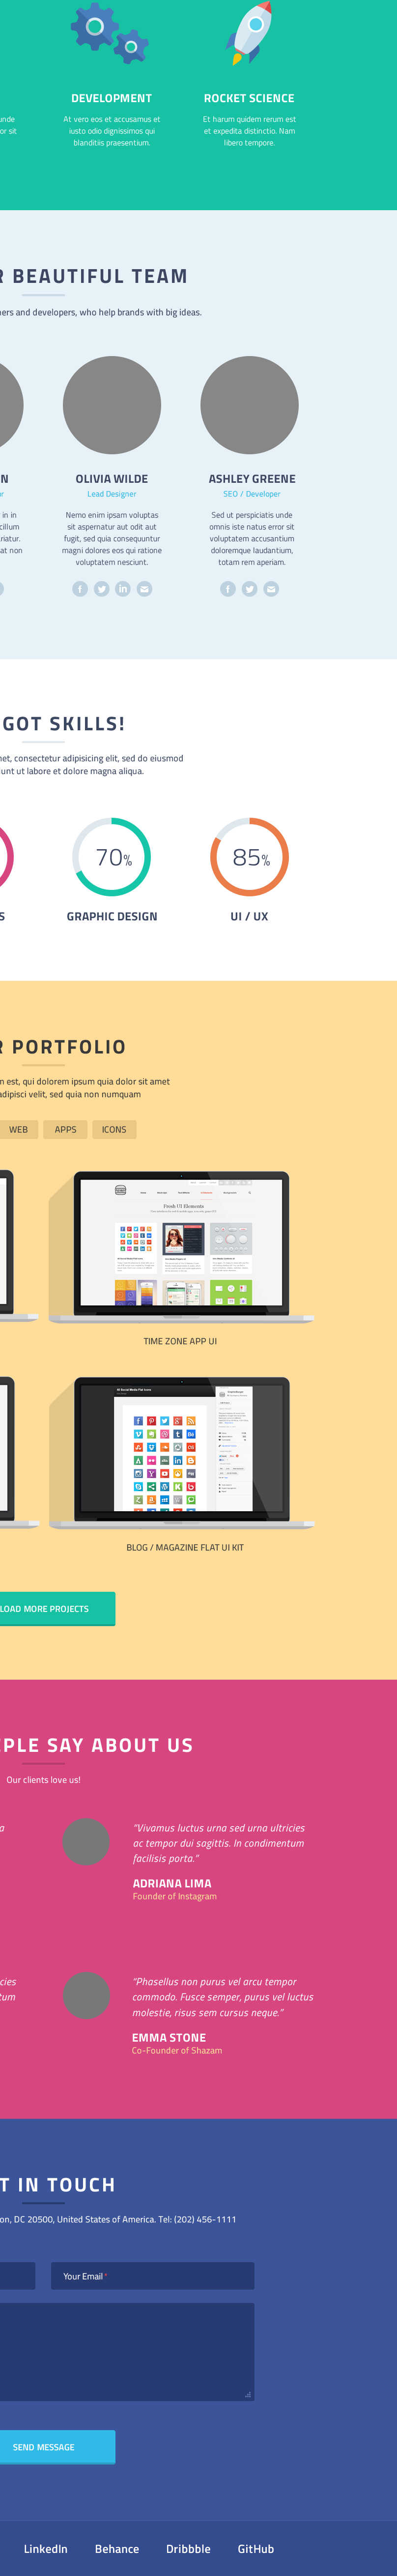 DEVELOPMENT
At vero eos et accusamus et
iusto odio dignissimos qui
blanditiis praesentium.
ROCKET SCIENCE
Et harum quidem rerum est
et expedita distinctio. Nam
libero tempore.
or sit
BEAUTIFUL TEAM
and developers, who help brands with big ideas.
in in
at non
OLIVIA WILDE
Lead Designer
Nemo enim ipsam voluptas
sit aspernatur aut odit aut
fugit, sed quia consequuntur
magni dolores eos qui ratione
voluptatem nesciunt.
ASHLEY GREENE
SEO / Developer
Sed ut perspiciatis unde
omnis iste natus error sit
voluptatem accusantium
doloremque laudantium,
totam rem aperiam.
GOT SKILLS!
consectetur adipisicing elit, sed do eiusmod
unt ut labore et dolore magna aliqua.
70%
GRAPHIC DESIGN
85%
UI / UX
PORTFOLIO
est, qui dolorem ipsum quia dolor sit amet
adipisci velit, sed quia non numquam
WEB
APPS
ICONS
Fresh UI Elements
TIME ZONE APP UI
BLOG / MAGAZINE FLAT UI KIT
LOAD MORE PROJECTS
PLE SAY ABOUT US
Our clients love us!
“Vivamus luctus urna sed urna ultricies
ac tempor dui sagittis. In condimentum
facilisis porta.”
ADRIANA LIMA
Founder of Instagram
“Phasellus non purus vel arcu tempor
commodo. Fusce semper, purus vel luctus
molestie, risus sem cursus neque.”
EMMA STONE
Co-Founder of Shazam
T IN TOUCH
on, DC 20500, United States of America. Tel: (202) 456-1111
Your Email *
SEND MESSAGE
LinkedIn
Behance
Dribbble
GitHub